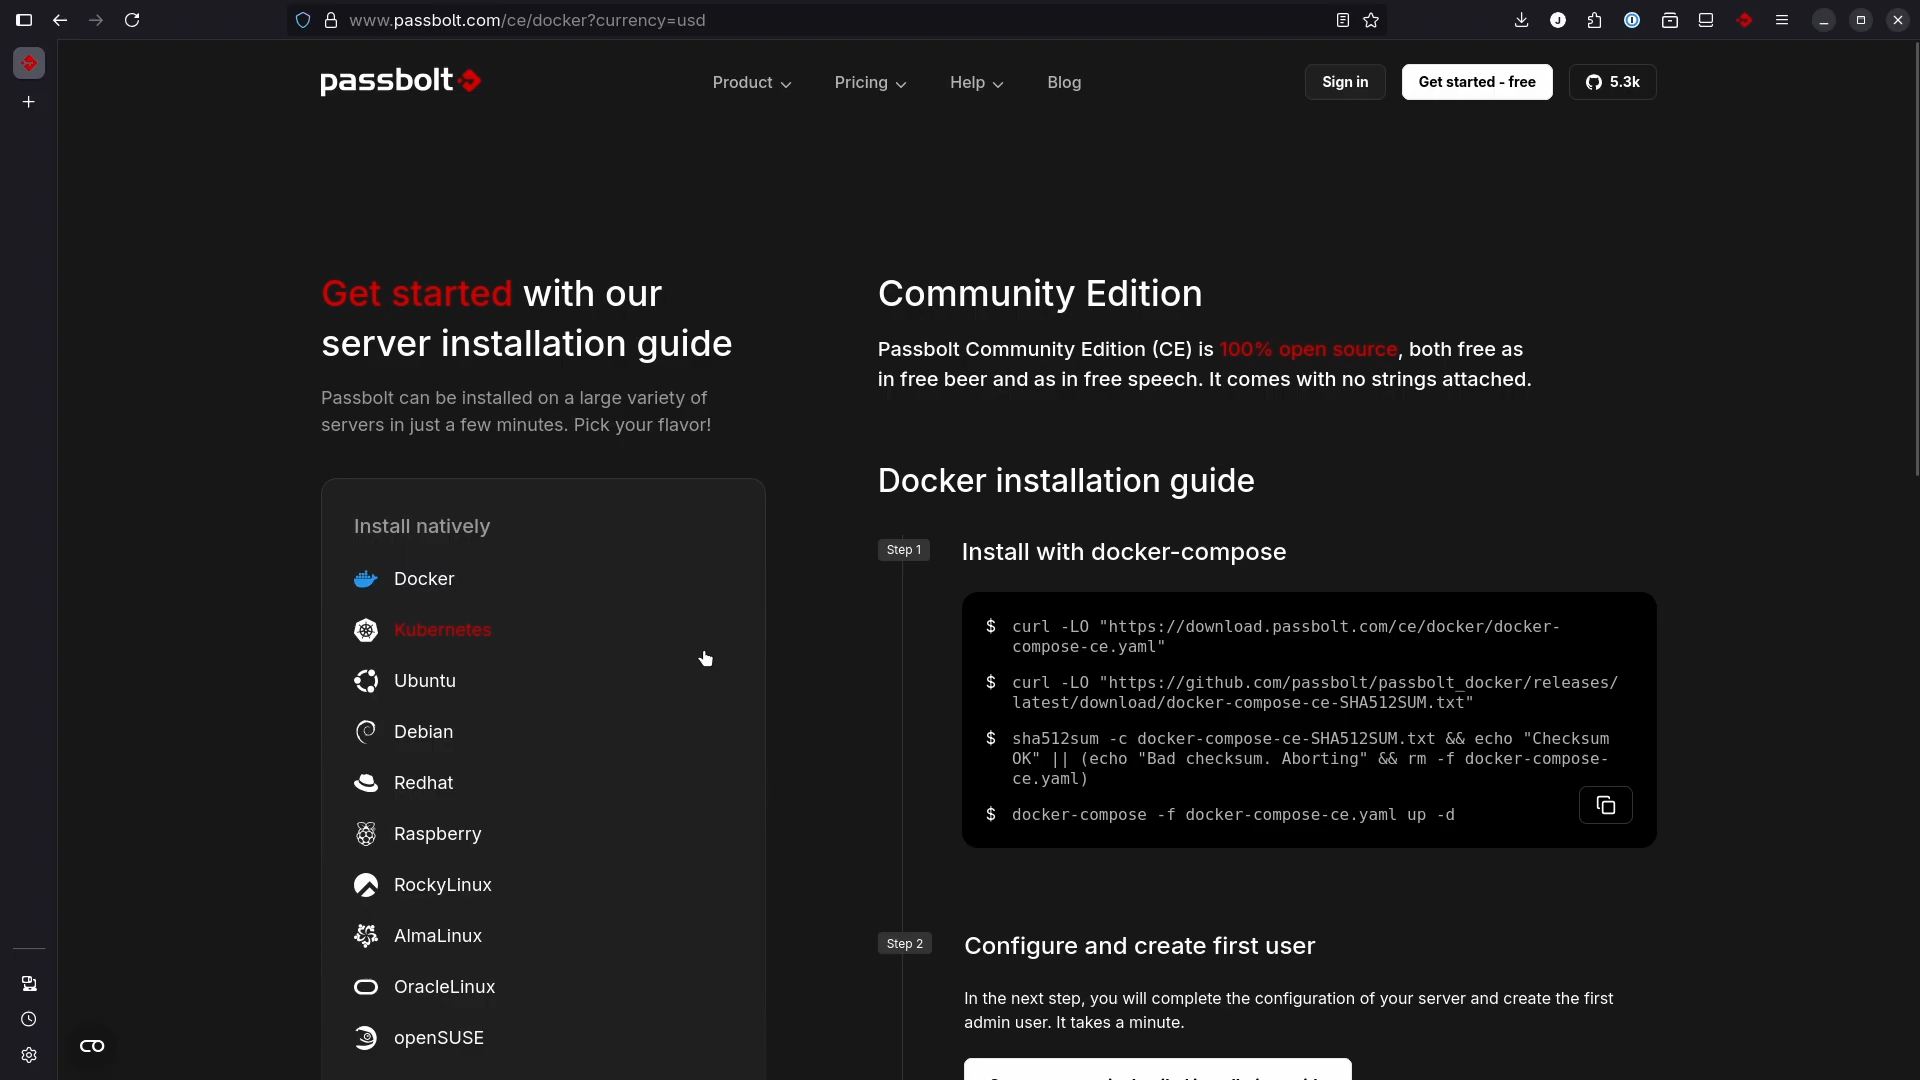 www.passbolt.com/ce/docker?currency=usd
passbolt
Product
Pricing
Help
Blog
Sign in
Get started - free
5.3k
Get started with our
server installation guide
Passbolt can be installed on a large variety of
servers in just a few minutes. Pick your flavor!
Install natively
Docker
Kubernetes
Ubuntu
Debian
Redhat
Raspberry
RockyLinux
AlmaLinux
OracleLinux
openSUSE
Community Edition
Passbolt Community Edition (CE) is 100% open source, both free as
in free beer and as in free speech. It comes with no strings attached.
Docker installation guide
Step 1
Install with docker-compose
$ curl -LO "https://download.passbolt.com/ce/docker/docker-
compose-ce.yaml"
$ curl -LO "https://github.com/passbolt/passbolt_docker/releases/
latest/download/docker-compose-ce-SHA512SUM.txt"
$ sha512sum -c docker-compose-ce-SHA512SUM.txt && echo "Checksum
OK" || (echo "Bad checksum. Aborting" && rm -f docker-compose-
ce.yaml)
$ docker-compose -f docker-compose-ce.yaml up -d
Step 2
Configure and create first user
In the next step, you will complete the configuration of your server and create the first
admin user. It takes a minute.